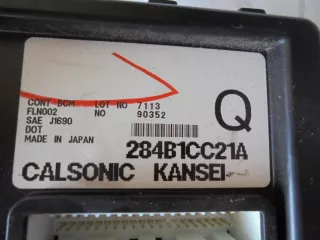 CONT BCM LOT NO 7113
FLN002 NO 90352
SAE J1690
DOT
MADE IN JAPAN
Q
284B1CC21A
CALSONIC KANSEI